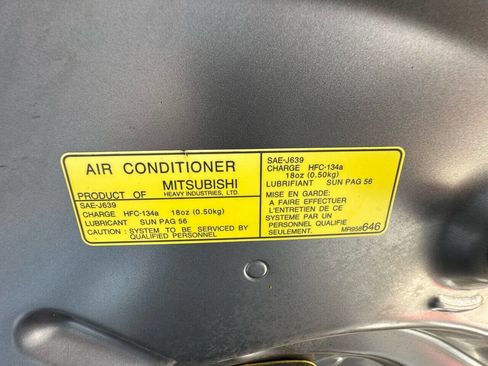 AIR CONDITIONER
PRODUCT OF MITSUBISHI
HEAVY INDUSTRIES, LTD.
SAE-J639
CHARGE HFC-134a 18oz (0.50kg)
LUBRICANT SUN PAG 56
CAUTION : SYSTEM TO BE SERVICED BY
QUALIFIED PERSONNEL
SAE-J639
CHARGE HFC-134a
18oz (0.50kg)
LUBRIFIANT SUN PAG 56
MISE EN GARDE:
A FAIRE EFFECTUER
L'ENTRETIEN DE CE
SYSTEME PAR UN
PERSONNEL QUALIFIE
SEULEMENT.
MR958646